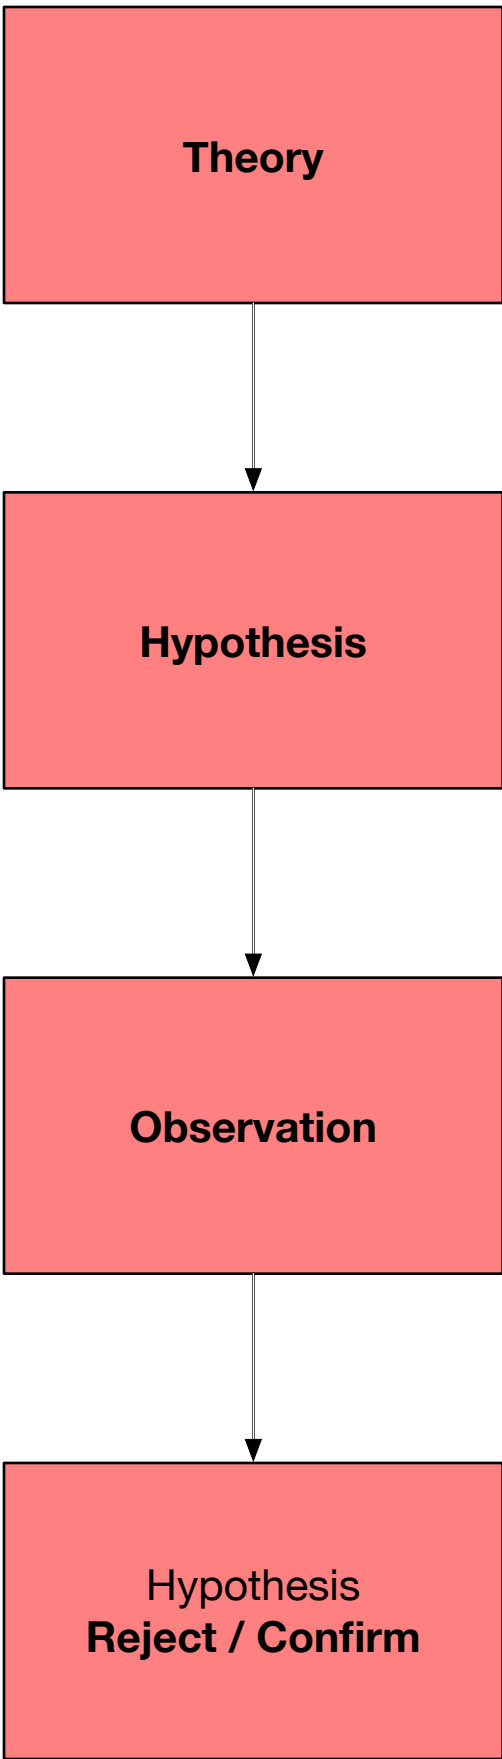 Theory
Hypothesis
Observation
Hypothesis
Reject / Confirm